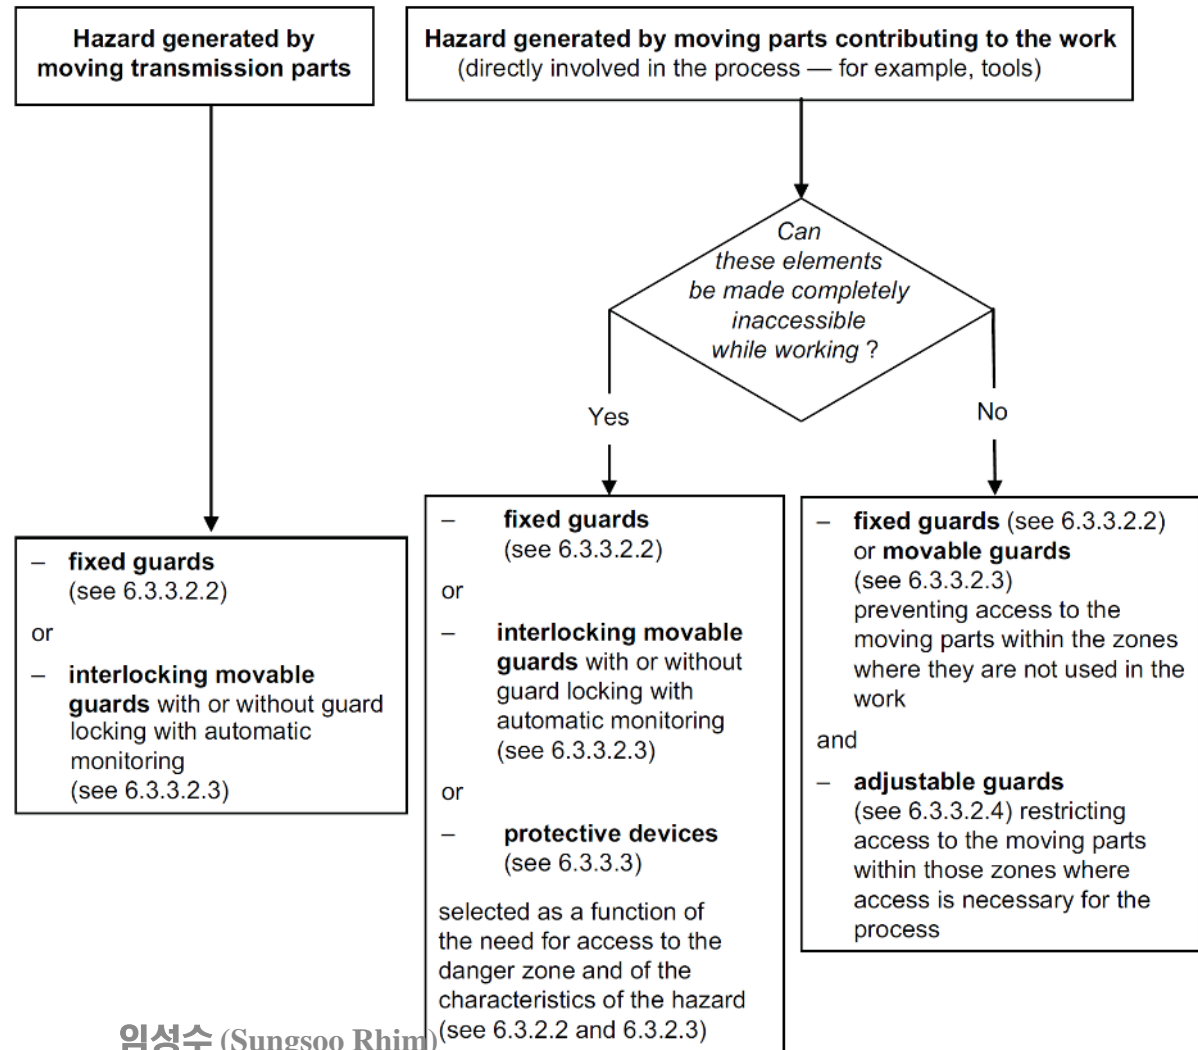 Hazard generated by
moving transmission parts
Hazard generated by moving parts contributing to the work
(directly involved in the process — for example, tools)
Can
these elements
be made completely
inaccessible
while working ?
Yes
No
– fixed guards
(see 6.3.3.2.2)
or
– interlocking movable
guards with or without guard
locking with automatic
monitoring
(see 6.3.3.2.3)
– fixed guards
(see 6.3.3.2.2)
or
– interlocking movable
guards with or without
guard locking with
automatic monitoring
(see 6.3.3.2.3)
or
– protective devices
(see 6.3.3.3)
selected as a function of
the need for access to the
danger zone and of the
characteristics of the hazard
(see 6.3.2.2 and 6.3.2.3)
– fixed guards (see 6.3.3.2.2)
or movable guards
(see 6.3.3.2.3)
preventing access to the
moving parts within the zones
where they are not used in the
work
and
– adjustable guards
(see 6.3.3.2.4) restricting
access to the moving parts
within those zones where
access is necessary for the
process
임성수 (Sungsoo Rhim)